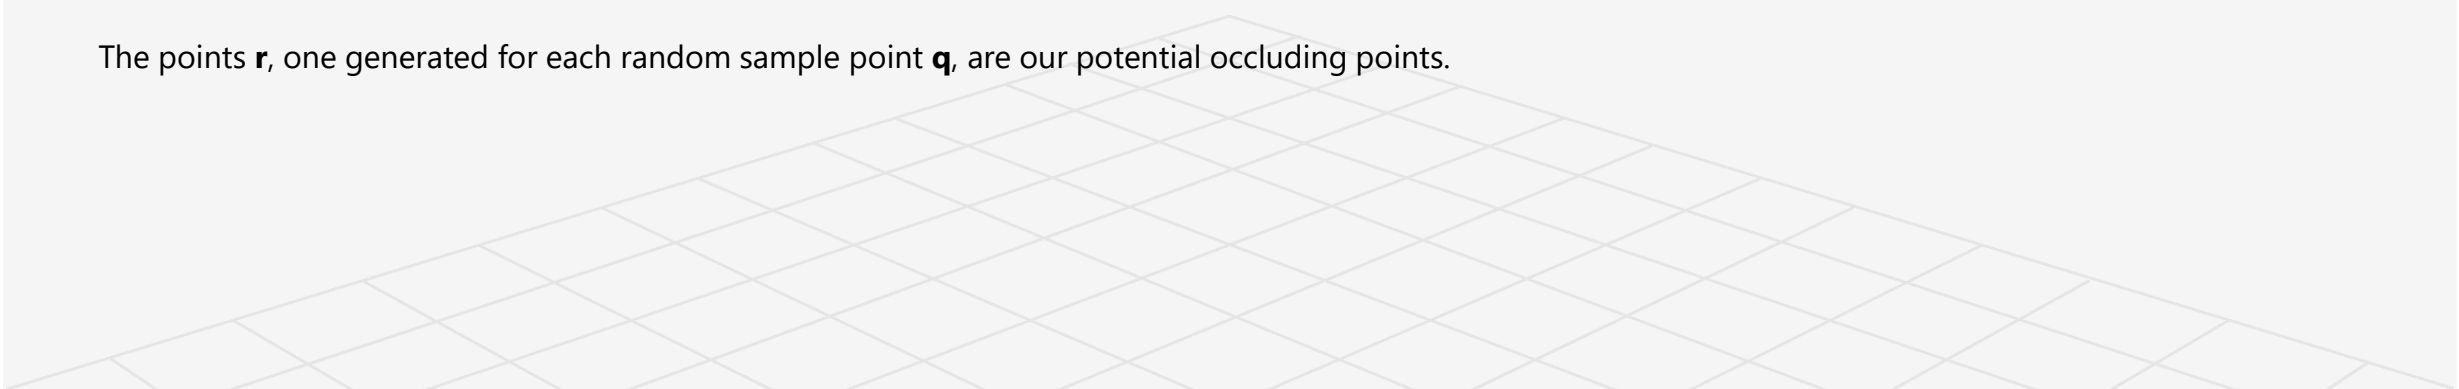 The points r, one generated for each random sample point q, are our potential occluding points.